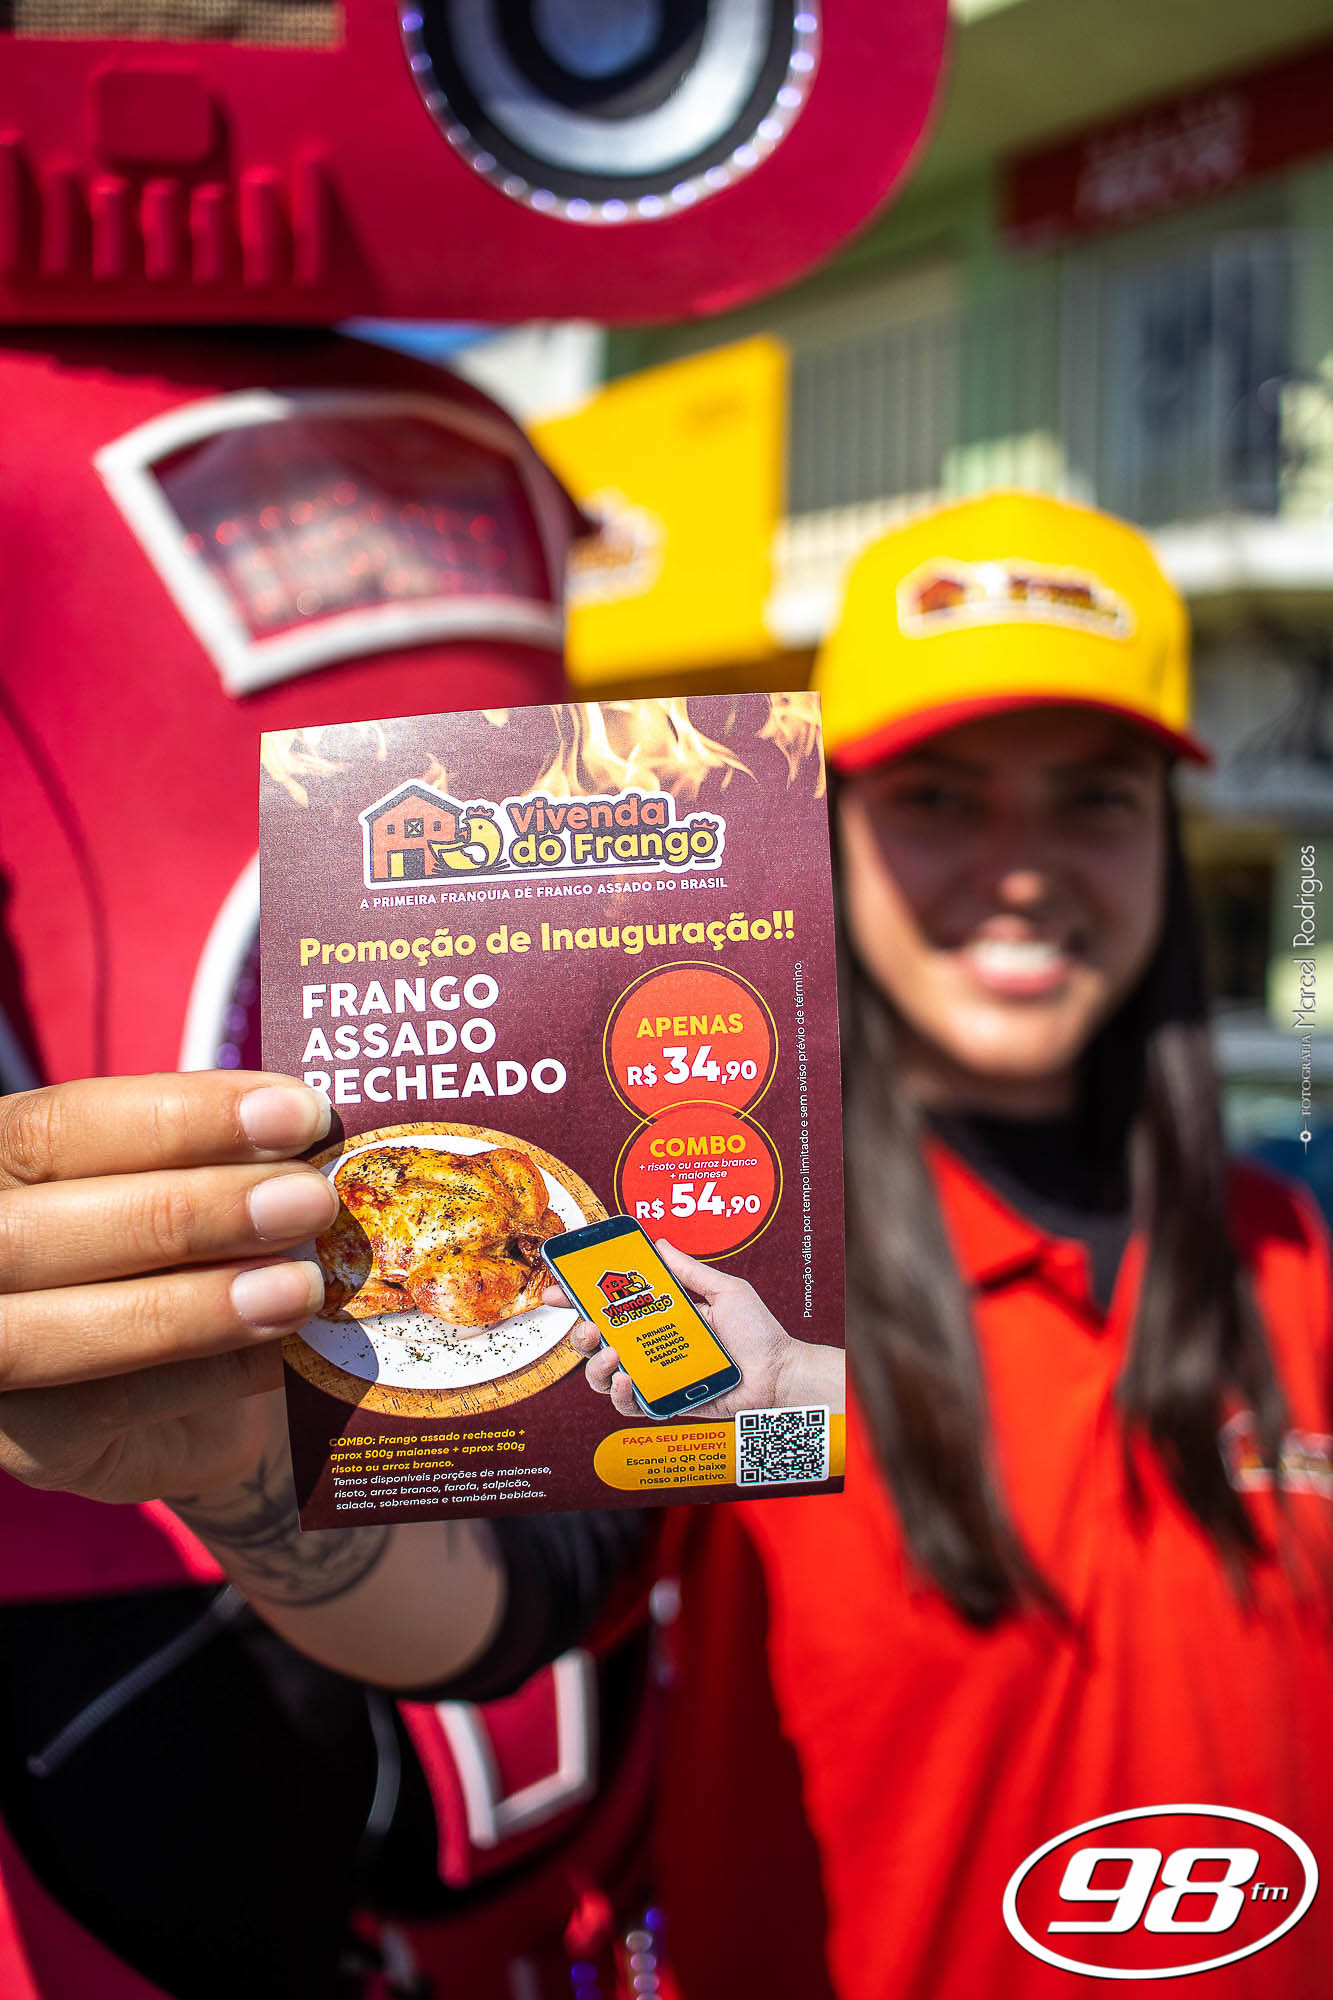 Vivenda
do Frango
A PRIMEIRA FRANQUIA DE FRANGO ASSADO DO BRASIL
Promoção de Inauguração!!
FRANGO
ASSADO
RECHEADO
APENAS
R$ 34,90
COMBO
+ risoto ou arroz branco
+ maionese
R$ 54,90
Promoção válida por tempo limitado e sem aviso prévio de término.
Vivenda
do Frango
A PRIMEIRA
FRANQUIA
DE FRANGO
ASSADO DO
BRASIL.
COMBO: Frango assado recheado +
aprox 500g maionese + aprox 500g
risoto ou arroz branco.
Temos disponíveis porções de maionese,
risoto, arroz branco, farofa, salpicão,
salada, sobremesa e também bebidas.
FAÇA SEU PEDIDO
DELIVERY!
Escanei o QR Code
ao lado e baixe
nosso aplicativo.
FOTOGRAFIA Marcel Rodrigues
98 fm